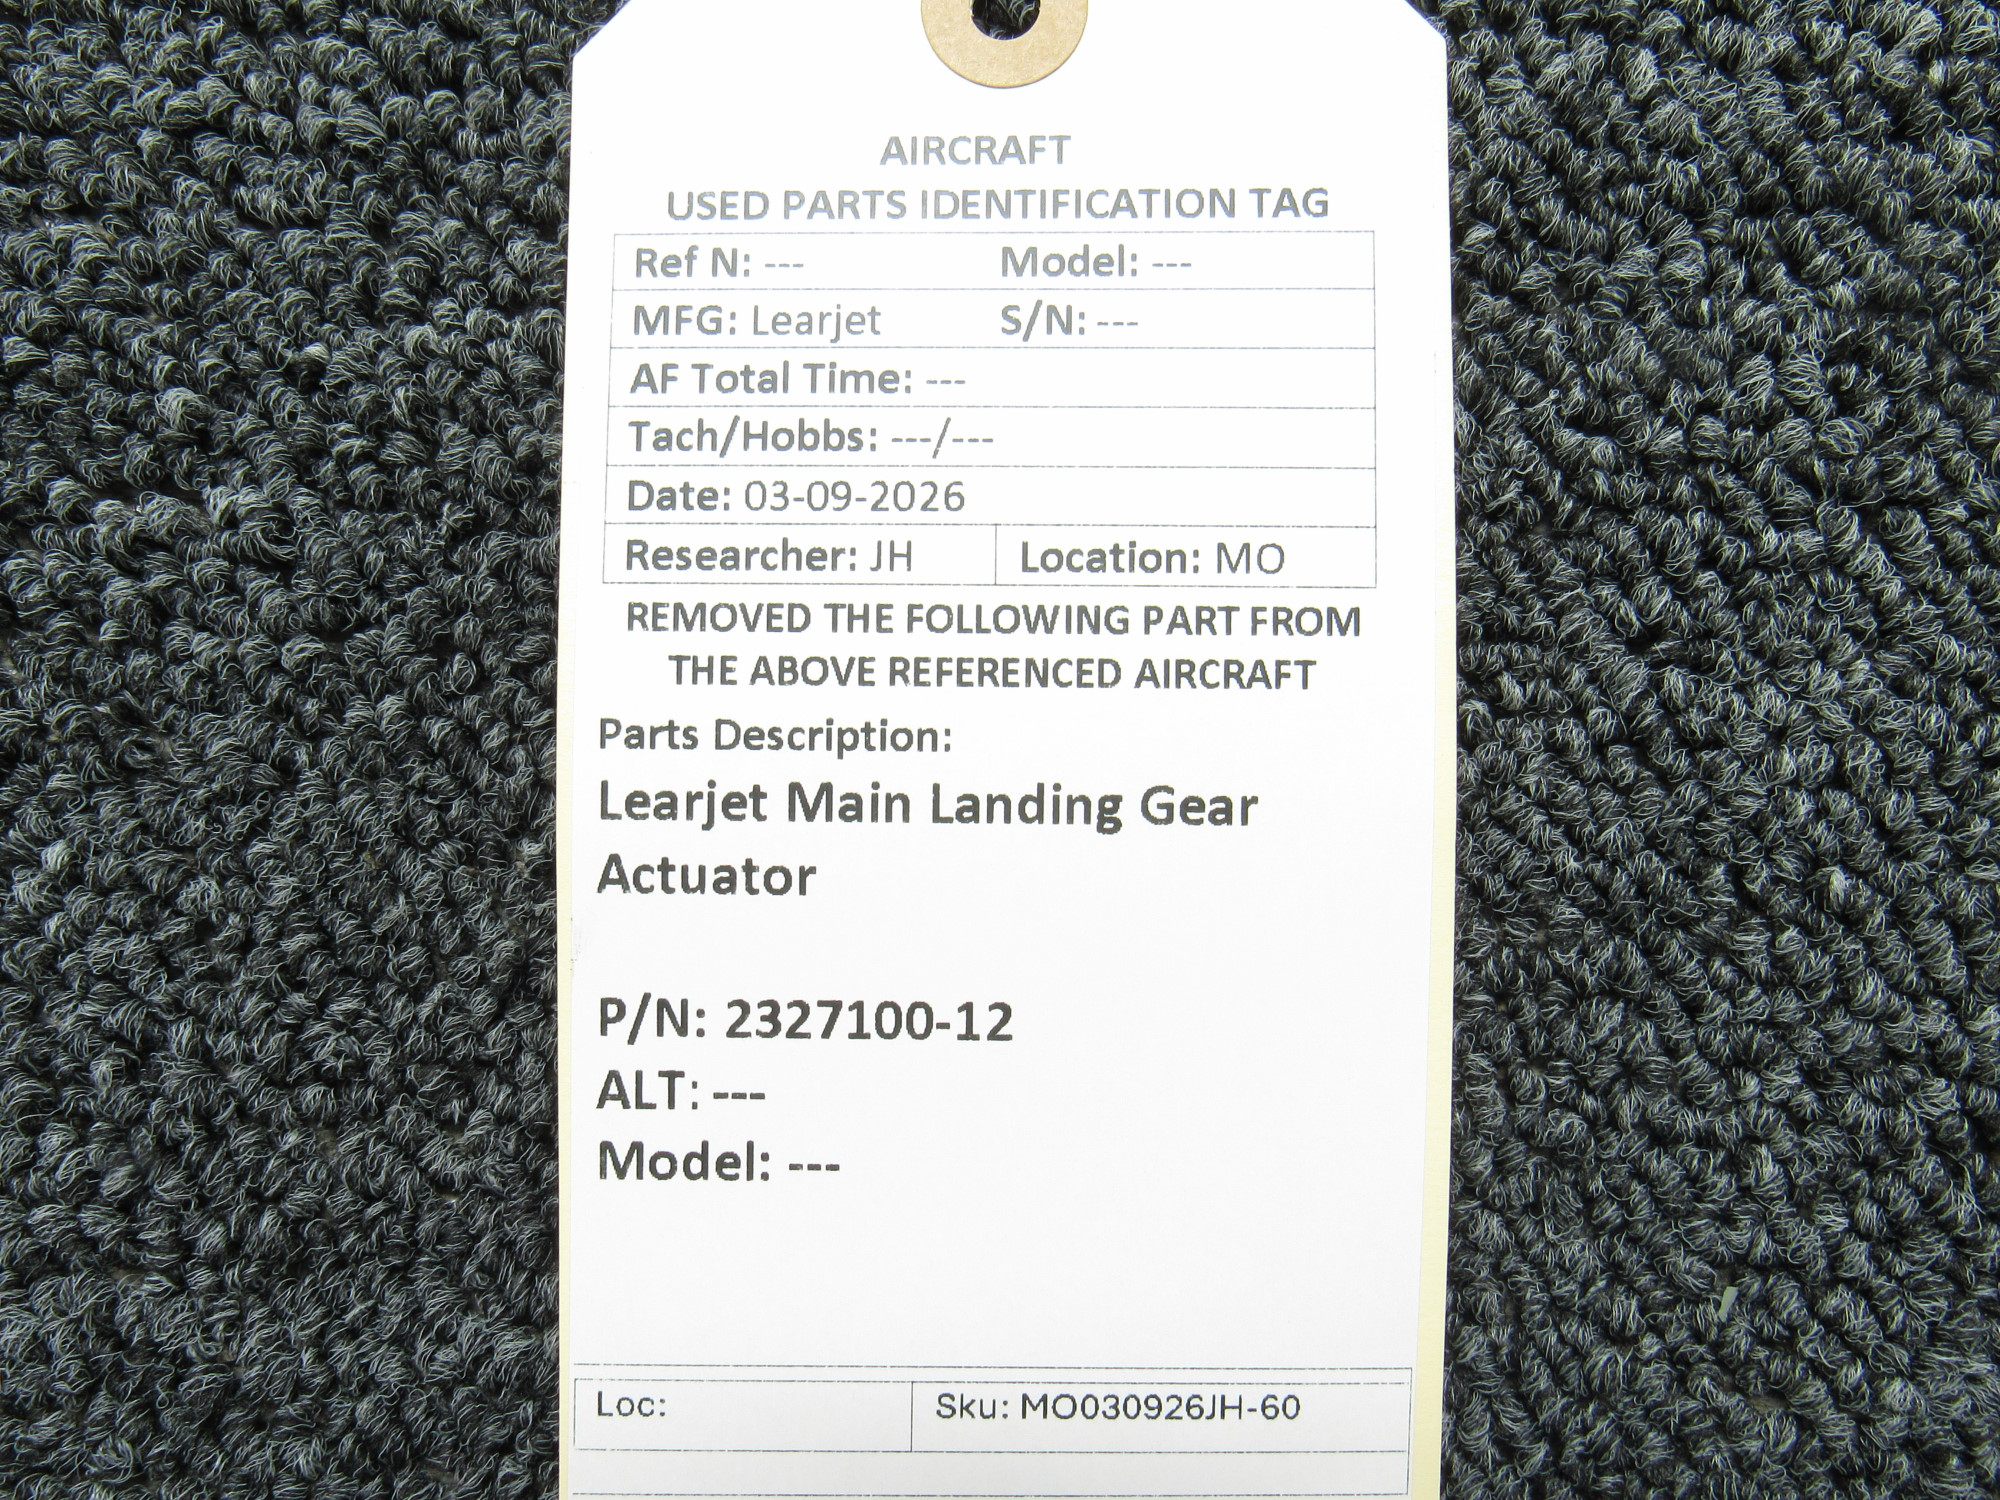 AIRCRAFT
USED PARTS IDENTIFICATION TAG
Ref N: --- Model: ---
MFG: Learjet S/N: ---
AF Total Time: ---
Tach/Hobbs: ---/---
Date: 03-09-2026
Researcher: JH Location: MO
REMOVED THE FOLLOWING PART FROM
THE ABOVE REFERENCED AIRCRAFT
Parts Description:
Learjet Main Landing Gear
Actuator
P/N: 2327100-12
ALT: ---
Model: ---
Loc: Sku: MO030926JH-60